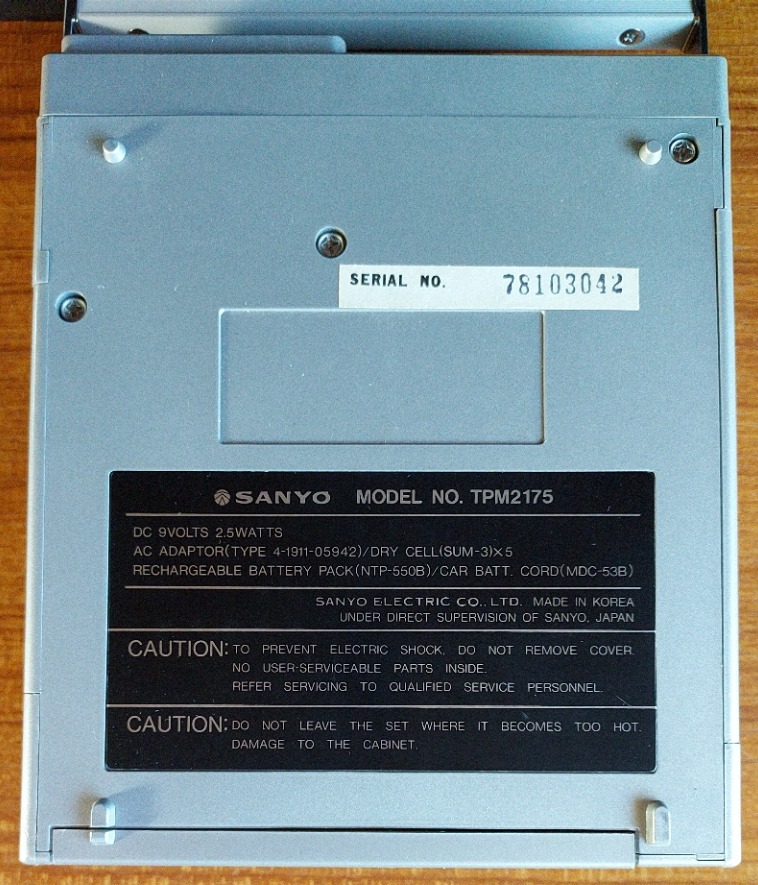 SERIAL NO. 78103042
SANYO MODEL NO. TPM2175
DC 9VOLTS 2.5WATTS
AC ADAPTOR(TYPE 4-1911-05942)/DRY CELL(SUM-3)×5
RECHARGEABLE BATTERY PACK(NTP-550B)/CAR BATT. CORD(MDC-53B)
SANYO ELECTRIC CO., LTD. MADE IN KOREA
UNDER DIRECT SUPERVISION OF SANYO, JAPAN
CAUTION: TO PREVENT ELECTRIC SHOCK, DO NOT REMOVE COVER.
NO USER-SERVICEABLE PARTS INSIDE.
REFER SERVICING TO QUALIFIED SERVICE PERSONNEL.
CAUTION: DO NOT LEAVE THE SET WHERE IT BECOMES TOO HOT.
DAMAGE TO THE CABINET.